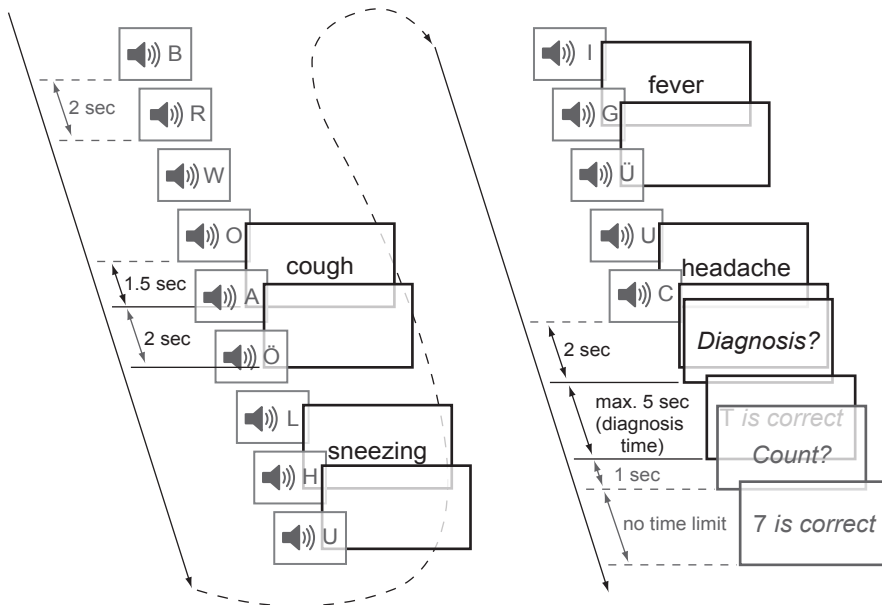 B
2 sec
R
W
O
cough
1.5 sec
A
2 sec
Ö
L
sneezing
H
U
I
fever
G
Ü
U
headache
C
Diagnosis?
2 sec
max. 5 sec
(diagnosis
time)
T is correct
Count?
1 sec
no time limit
7 is correct